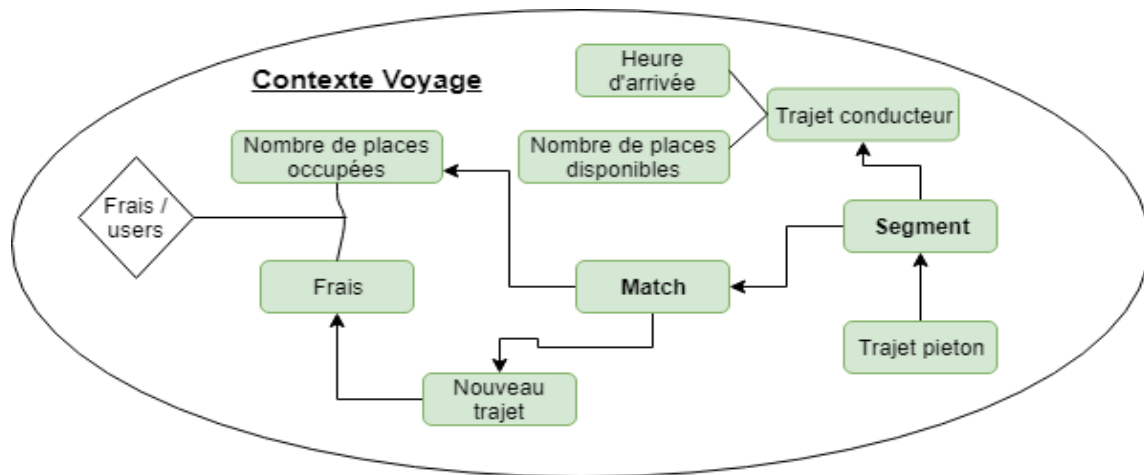 Contexte Voyage
Heure
d'arrivée
Trajet conducteur
Nombre de places
occupées
Nombre de places
disponibles
Frais /
users
Segment
Frais
Match
Trajet pieton
Nouveau
trajet